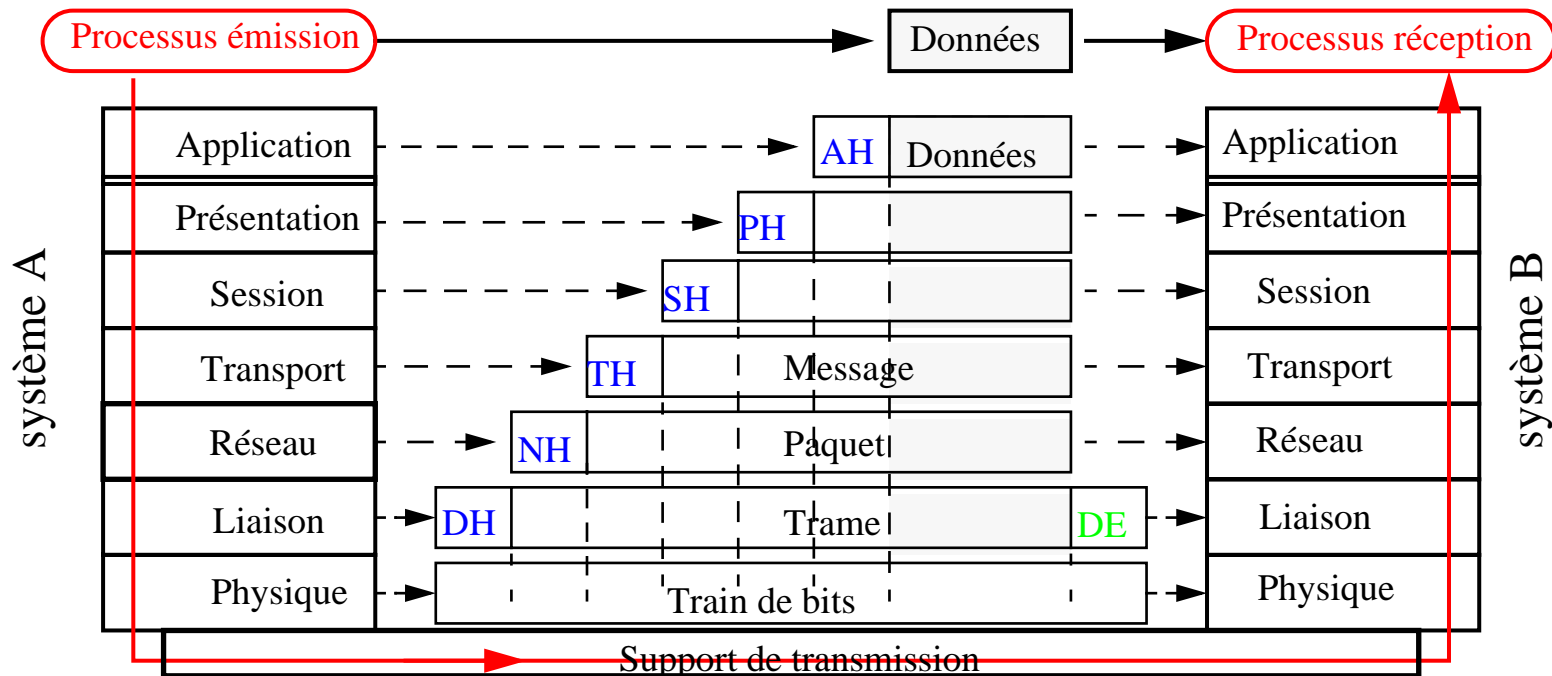 Processus émission
Données
Processus réception
Application
AH
Données
Application
Présentation
PH
Présentation
système A
Session
SH
Session
système B
Transport
TH
Message
Transport
Réseau
NH
Paquet
Réseau
Liaison
DH
Trame
DE
Liaison
Physique
Train de bits
Physique
Support de transmission